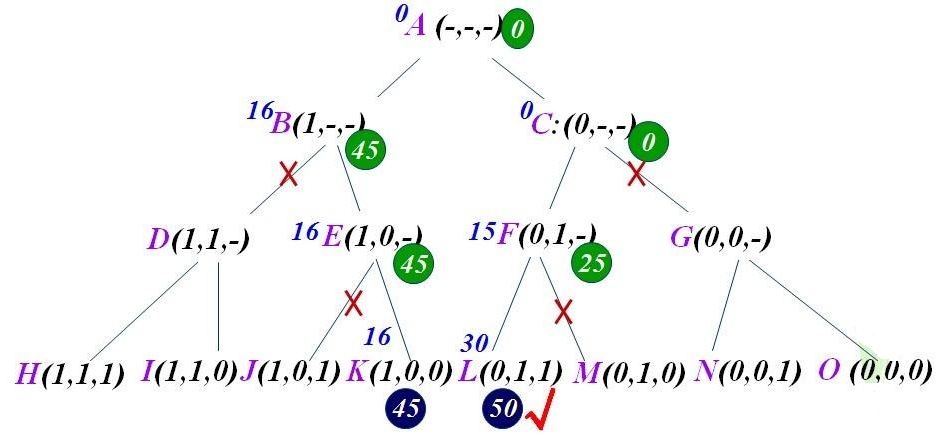 0A (-,-,-) 0
16B(1,-,-) 45 0C:(0,-,-) 0
D(1,1,-) 16E(1,0,-) 45 15F(0,1,-) 25 G(0,0,-)
16 30
H(1,1,1) I(1,1,0) J(1,0,1) K(1,0,0) L(0,1,1) M(0,1,0) N(0,0,1) O (0,0,0)
45 50